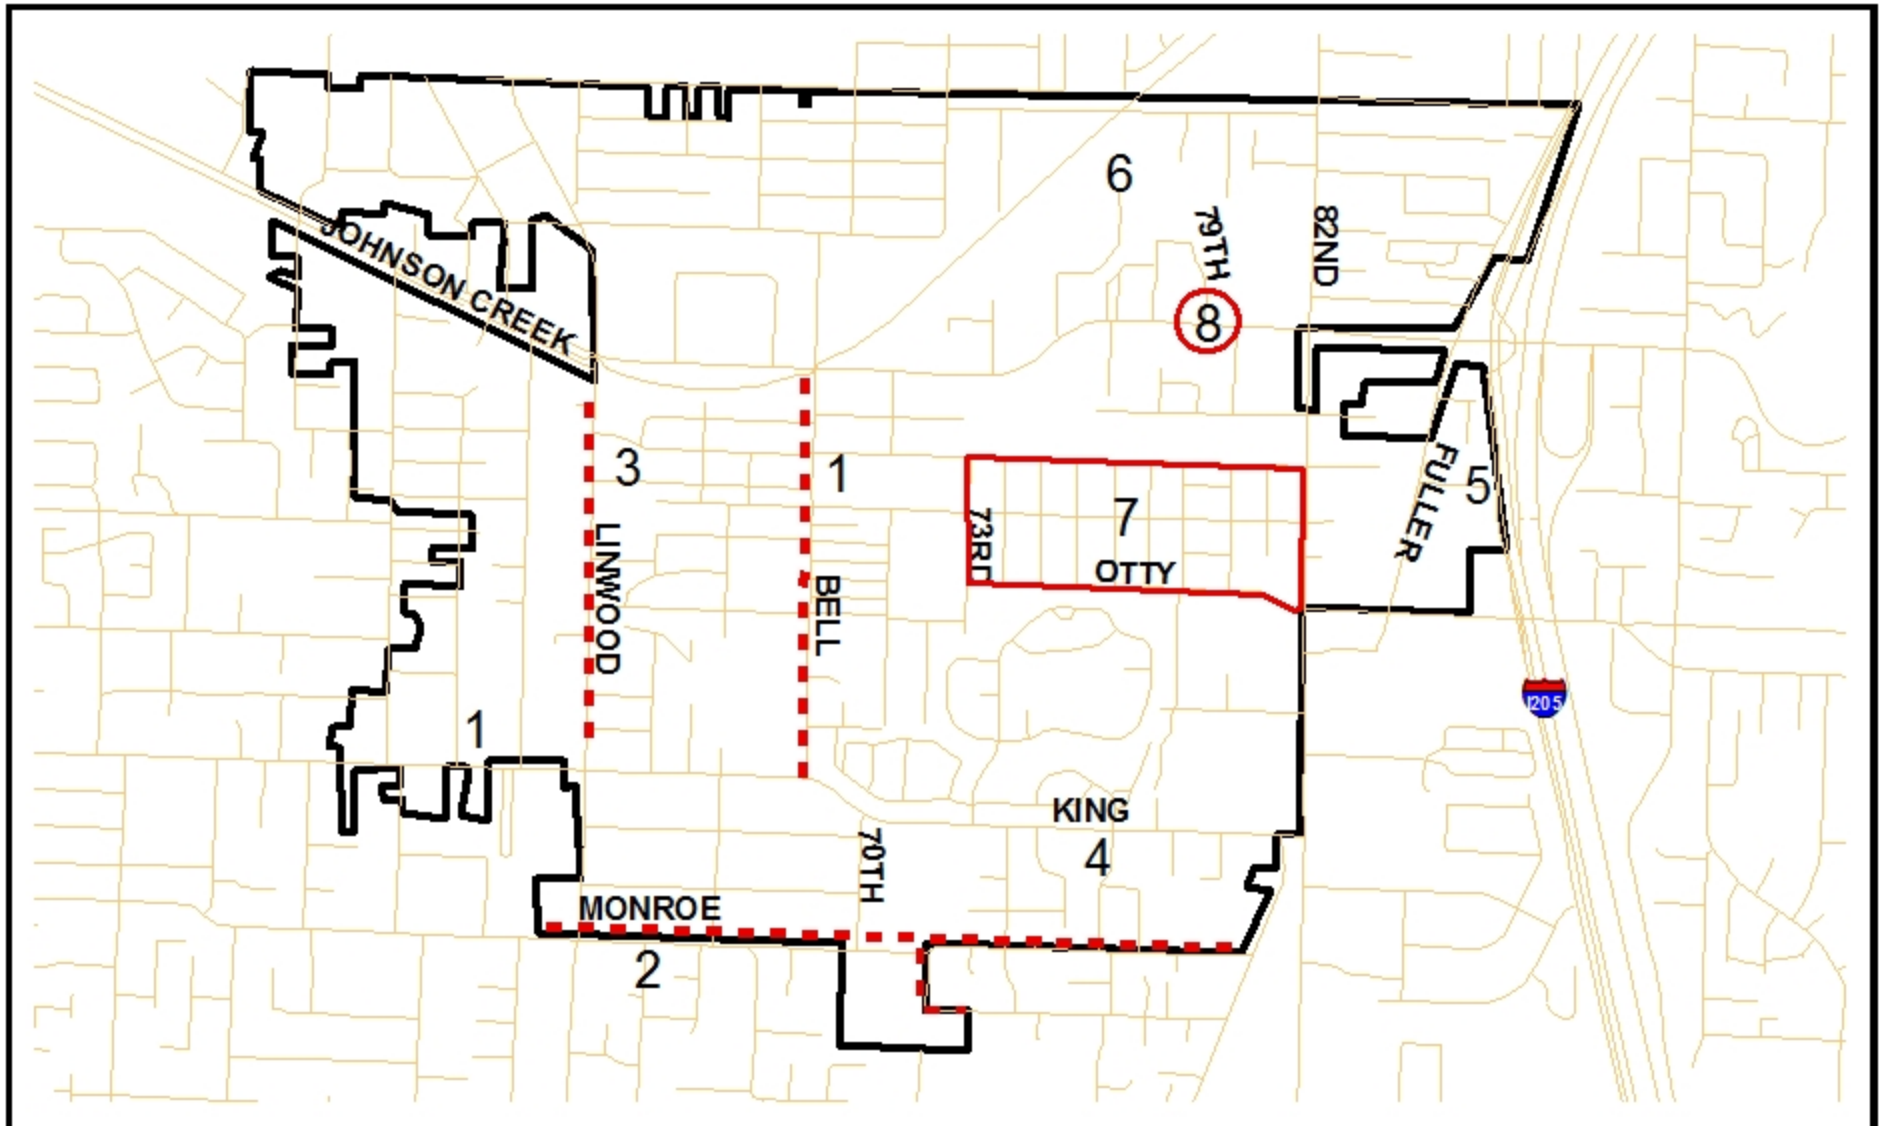 6
79TH
82ND
JOHNSON CREEK
8
3
1
FULLER
5
7
73RD
OTTY
LINWOOD
BELL
I205
1
KING
70TH
4
MONROE
2